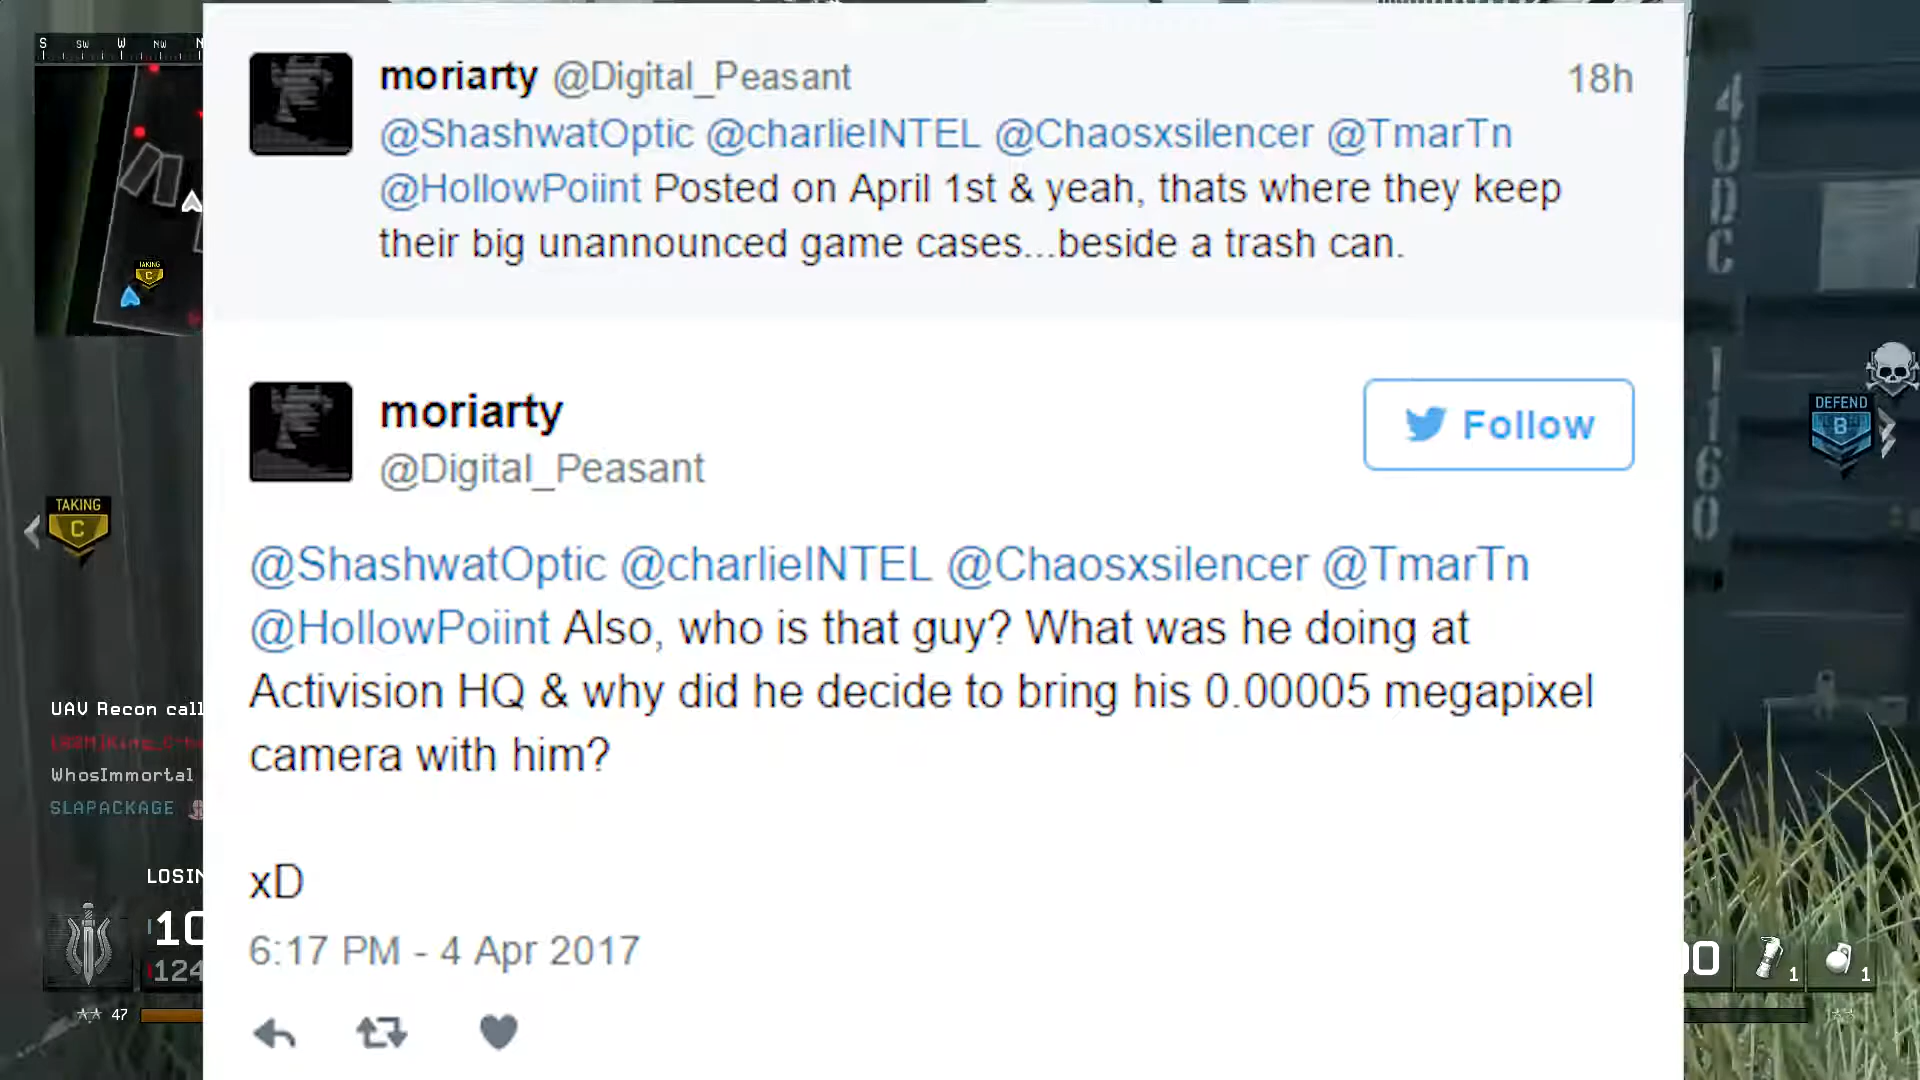 S SW W NW N
moriarty @Digital_Peasant 18h
@ShashwatOptic @charlieINTEL @Chaosxsilencer @TmarTn
@HollowPoiint Posted on April 1st & yeah, thats where they keep
their big unannounced game cases...beside a trash can.
TAKING
C
moriarty
@Digital_Peasant
Follow
DEFEND
B
TAKING
C
@ShashwatOptic @charlieINTEL @Chaosxsilencer @TmarTn
@HollowPoiint Also, who is that guy? What was he doing at
Activision HQ & why did he decide to bring his 0.00005 megapixel
camera with him?
xD
6:17 PM - 4 Apr 2017
UAV Recon call
WhosImmortal
SLAPACKAGE
LOSIN
10
124
47
1
1
1160